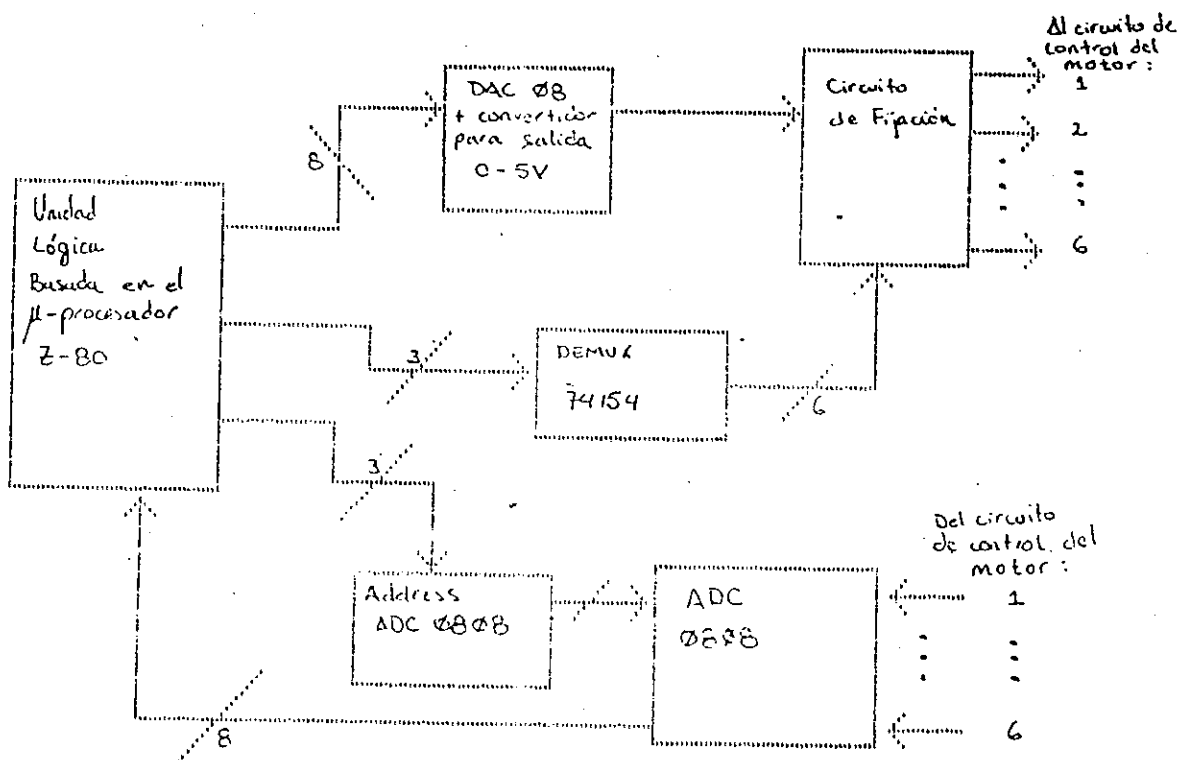 Al circuito de
control del
motor:
1
2
6
DAC Ø8
+ convertidor
para salida
0-5V
Circuito
de Fijación
8
Unidad
Lógica
Basada en el
μ-procesador
Z-80
3
DEMUX
74154
6
3
Address
ADC Ø8Ø8
ADC
Ø8Ø8
Del circuito
de control del
motor:
1
6
8